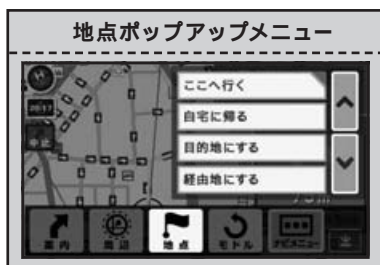 地点ポップアップメニュー
ここへ行く
自宅に帰る
目的地にする
経由地にする
案内
周辺
地点
モドル
ナビメニュー